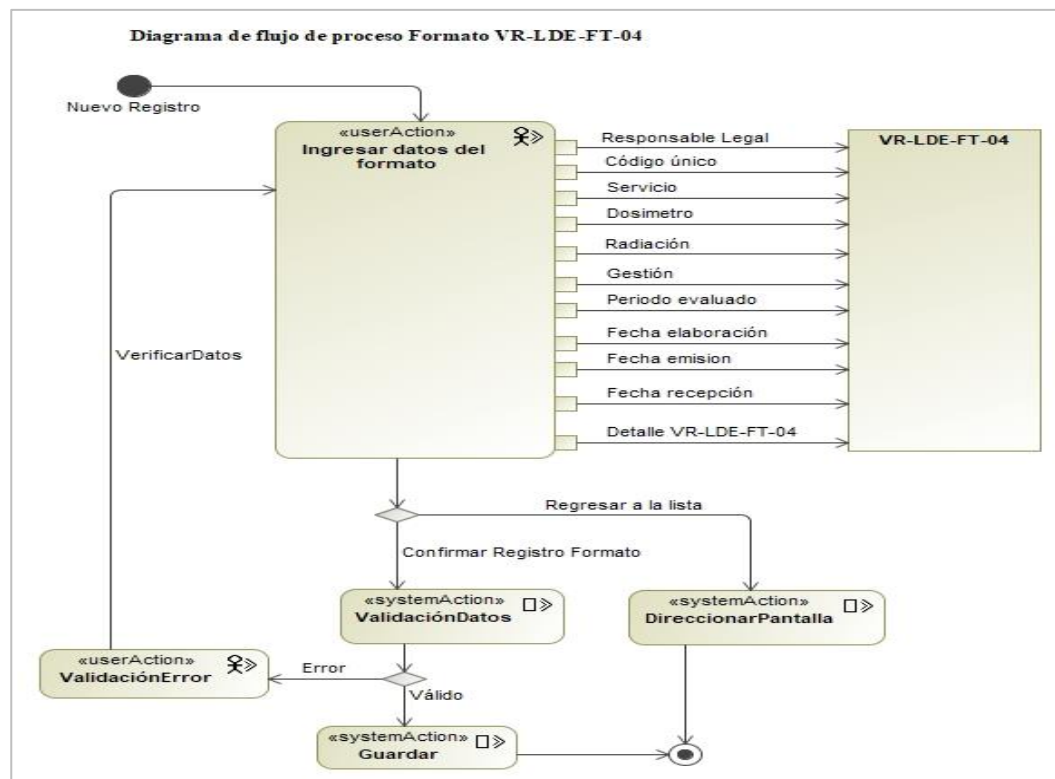 Diagrama de flujo de proceso Formato VR-LDE-FT-04
Nuevo Registro
«userAction»
Ingresar datos del
formato
VR-LDE-FT-04
Responsable Legal
Código único
Servicio
Dosimetro
Radiación
Gestión
Periodo evaluado
Fecha elaboración
Fecha emision
Fecha recepción
Detalle VR-LDE-FT-04
VerificarDatos
Regresar a la lista
Confirmar Registro Formato
«systemAction»
ValidaciónDatos
«systemAction»
DireccionarPantalla
«userAction»
ValidaciónError
Error
Válido
«systemAction»
Guardar